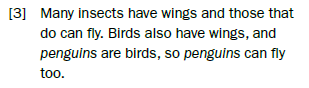 [3] Many insects have wings and those that
do can fly. Birds also have wings, and
penguins are birds, so penguins can fly
too.